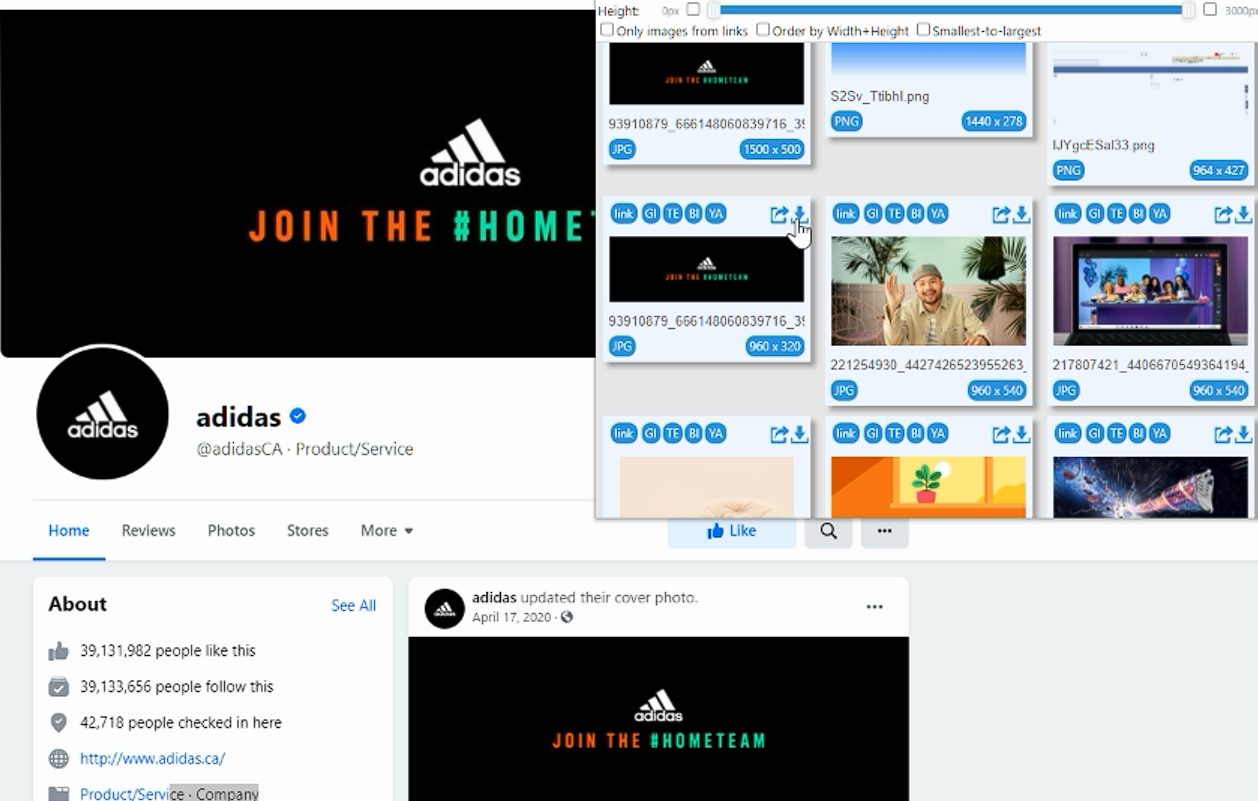 Height: 0px 3000px
Only images from links Order by Width+Height Smallest-to-largest
adidas
JOIN THE #HOMET
adidas
JOIN THE #HOMETEAM
93910879_666148060839716_39
JPG 1500 x 500
S2Sv_TtibhI.png
PNG 1440 x 278
IJYgcESal33.png
PNG 964 x 427
link GI TE BI YA
JOIN THE #HOMETEAM
93910879_666148060839716_39
JPG 960 x 320
link GI TE BI YA
221254930_4427426523955263_
JPG 960 x 540
link GI TE BI YA
217807421_4406670549364194_
JPG 960 x 540
link GI TE BI YA
link GI TE BI YA
link GI TE BI YA
adidas
@adidasCA · Product/Service
Home Reviews Photos Stores More
Like
About See All
39,131,982 people like this
39,133,656 people follow this
42,718 people checked in here
http://www.adidas.ca/
Product/Service · Company
adidas updated their cover photo.
April 17, 2020 ·
adidas
JOIN THE #HOMETEAM